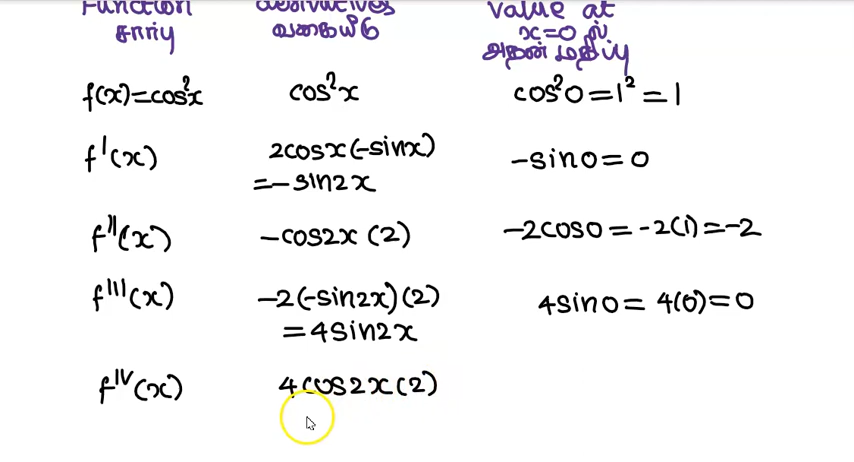 Function derivatives Value at
சார்பு வகையீடு x=0 ல்
அதன் மதிப்பு
f(x)=cos²x cos²x cos²0=1²=1
f'(x) 2cosx(-sinx) -sin0=0
=-sin2x
f''(x) -cos2x(2) -2cos0=-2(1)=-2
f'''(x) -2(-sin2x)(2) 4sin0=4(0)=0
=4sin2x
f^IV(x) 4cos2x(2)